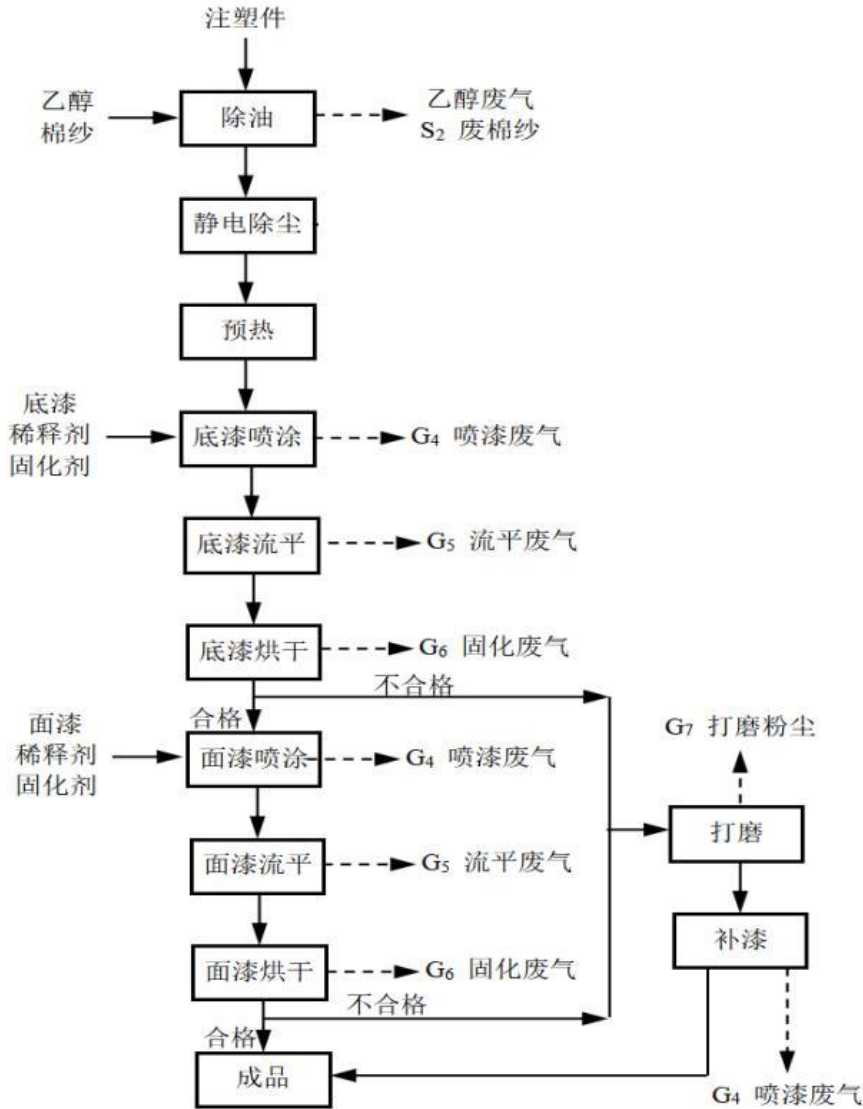 注塑件
乙醇
棉纱
除油
乙醇废气
S₂ 废棉纱
静电除尘
预热
底漆
稀释剂
固化剂
底漆喷涂
G₄ 喷漆废气
底漆流平
G₅ 流平废气
底漆烘干
G₆ 固化废气
不合格
合格
面漆
稀释剂
固化剂
面漆喷涂
G₄ 喷漆废气
G₇ 打磨粉尘
打磨
面漆流平
G₅ 流平废气
补漆
面漆烘干
G₆ 固化废气
不合格
合格
成品
G₄ 喷漆废气